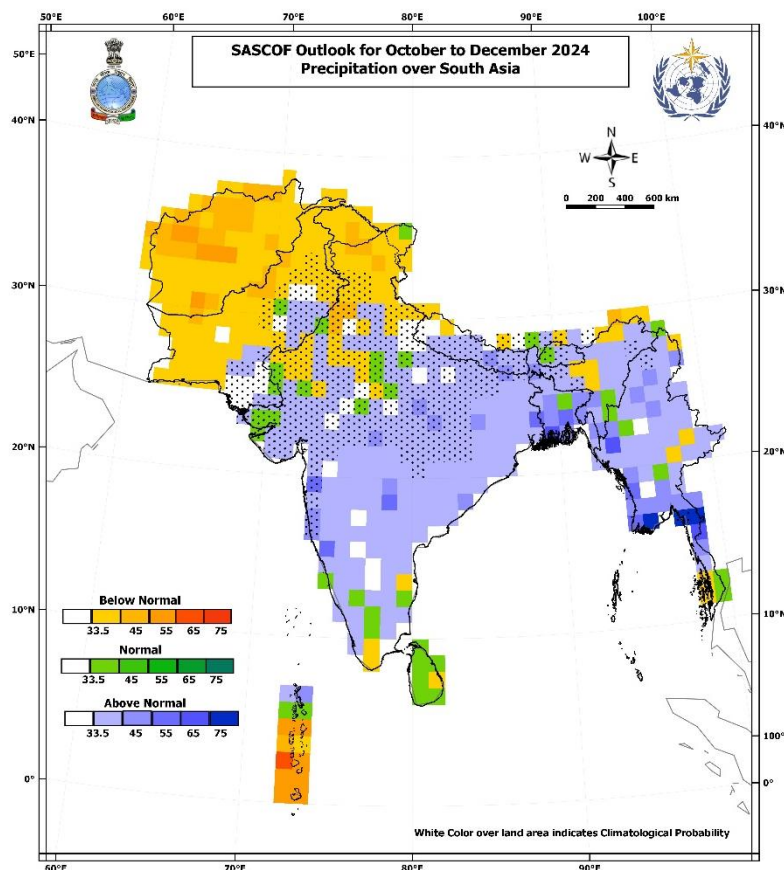 70°E 80°E 90°E 100°E
SASCOF Outlook for October to December 2024
Precipitation over South Asia
50°N
40°N
40°N
N
W E
S
0 200 400 600 km
30°N
30°N
20°N
20°N
10°N
10°N
Below Normal
33.5 45 55 65 75
Normal
33.5 45 55 65 75
Above Normal
33.5 45 55 65 75
100°E
0°
0°
White Color over land area indicates Climatological Probability
60°E 70°E 80°E 90°E